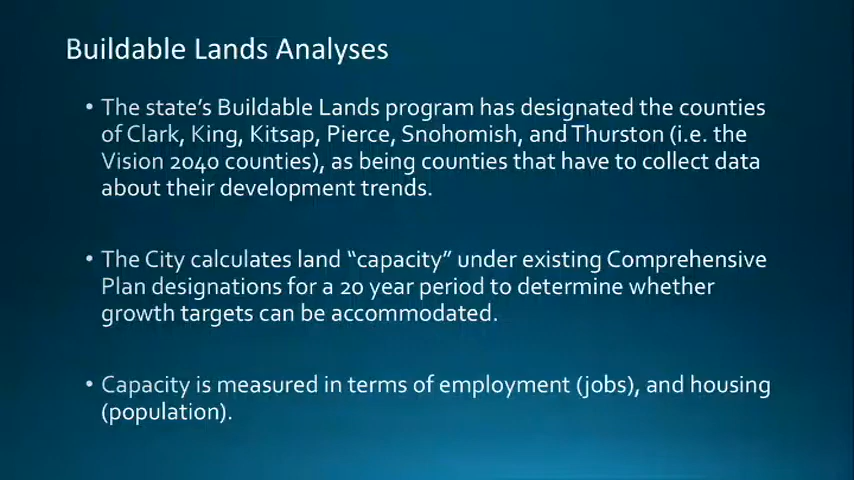 Buildable Lands Analyses
• The state's Buildable Lands program has designated the counties
of Clark, King, Kitsap, Pierce, Snohomish, and Thurston (i.e. the
Vision 2040 counties), as being counties that have to collect data
about their development trends.
• The City calculates land “capacity” under existing Comprehensive
Plan designations for a 20 year period to determine whether
growth targets can be accommodated.
• Capacity is measured in terms of employment (jobs), and housing
(population).